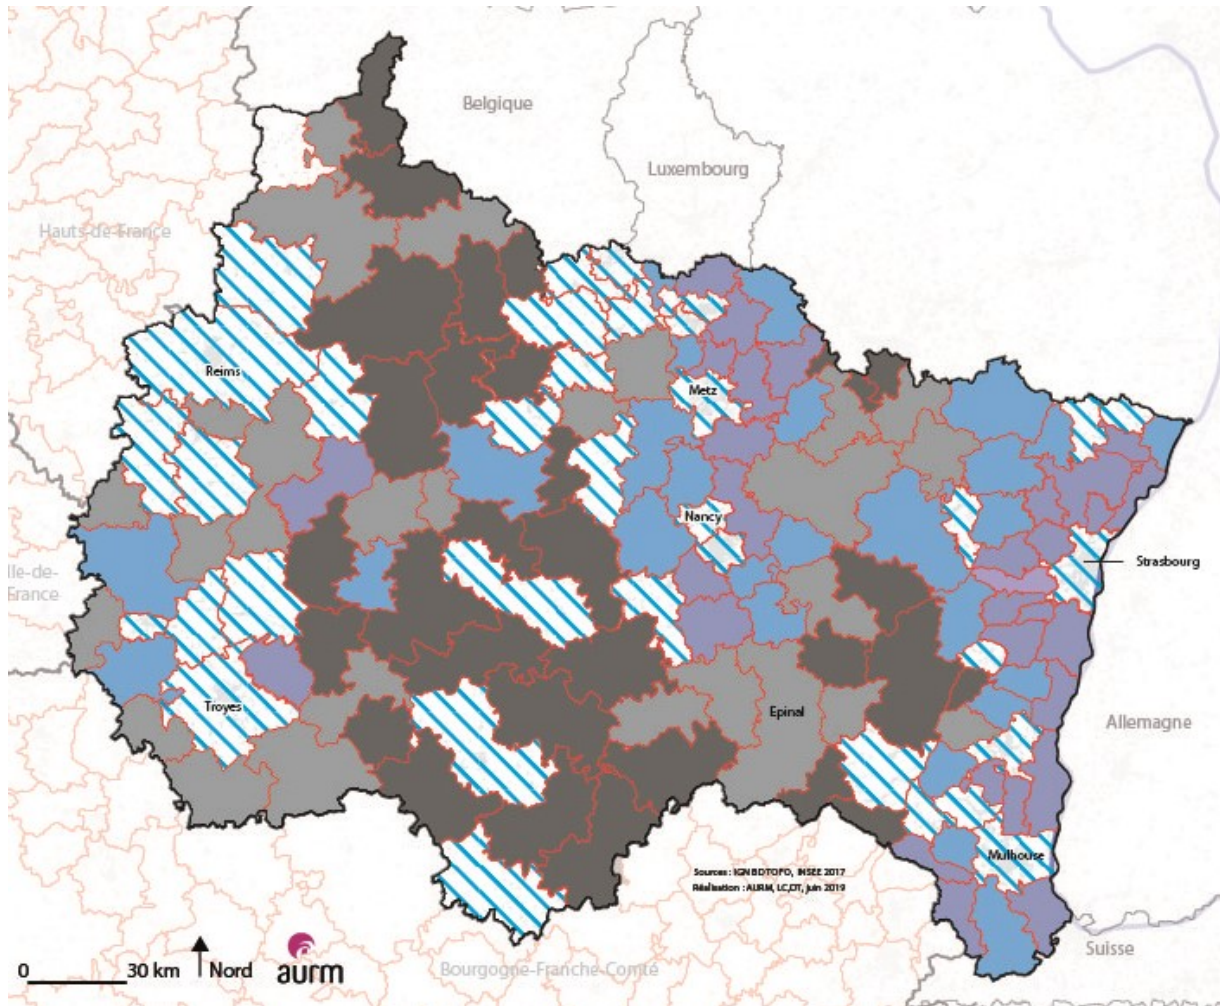 Belgique
Luxembourg
Hauts-de-France
Reims
Metz
Nancy
Strasbourg
Ile-de-
France
Troyes
Epinal
Allemagne
Mulhouse
Sources : IGN BDTOPO, INSEE 2017
Réalisation : AURM, LC,DT, juin 2019
0 30 km Nord
aurm
Bourgogne-Franche-Comté
Suisse